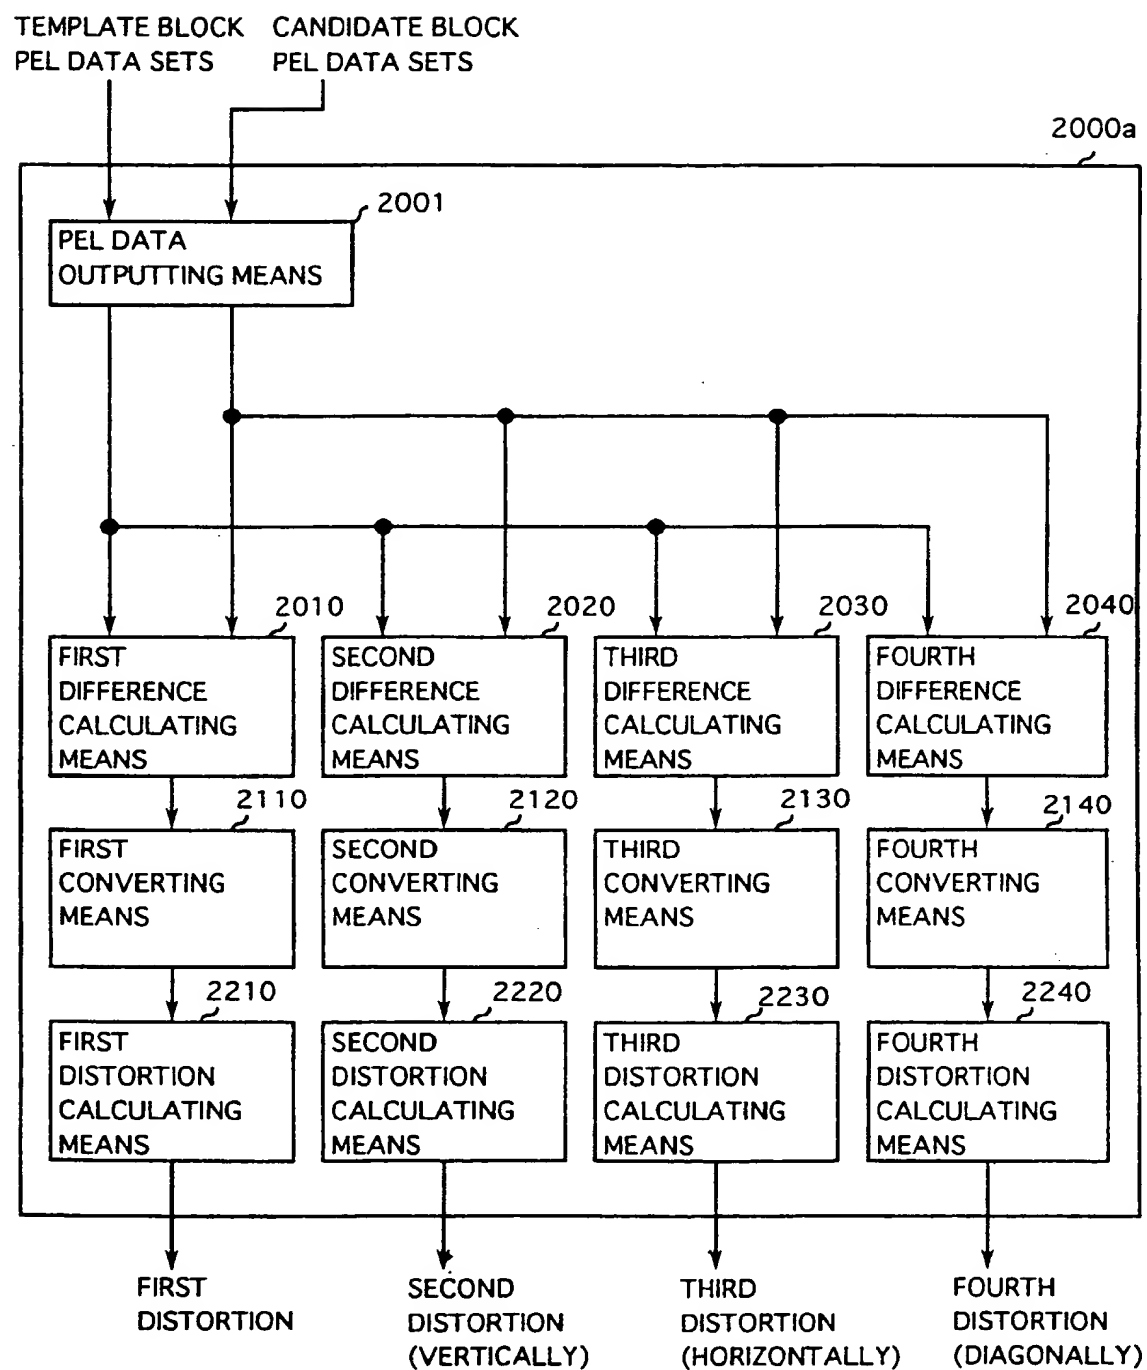 TEMPLATE BLOCK
PEL DATA SETS
CANDIDATE BLOCK
PEL DATA SETS
2000a
2001
PEL DATA
OUTPUTTING MEANS
2010
FIRST
DIFFERENCE
CALCULATING
MEANS
2020
SECOND
DIFFERENCE
CALCULATING
MEANS
2030
THIRD
DIFFERENCE
CALCULATING
MEANS
2040
FOURTH
DIFFERENCE
CALCULATING
MEANS
2110
FIRST
CONVERTING
MEANS
2120
SECOND
CONVERTING
MEANS
2130
THIRD
CONVERTING
MEANS
2140
FOURTH
CONVERTING
MEANS
2210
FIRST
DISTORTION
CALCULATING
MEANS
2220
SECOND
DISTORTION
CALCULATING
MEANS
2230
THIRD
DISTORTION
CALCULATING
MEANS
2240
FOURTH
DISTORTION
CALCULATING
MEANS
FIRST
DISTORTION
SECOND
DISTORTION
(VERTICALLY)
THIRD
DISTORTION
(HORIZONTALLY)
FOURTH
DISTORTION
(DIAGONALLY)